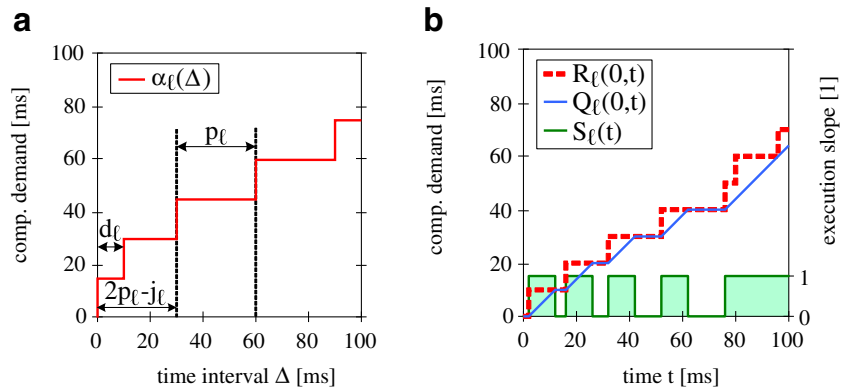 a
comp. demand [ms]
100
80
60
40
20
0
αℓ(Δ)
pℓ
dℓ
2pℓ-jℓ
0 20 40 60 80 100
time interval Δ [ms]
b
comp. demand [ms]
100
80
60
40
20
0
Rℓ(0,t)
Qℓ(0,t)
Sℓ(t)
execution slope [1]
1
0
0 20 40 60 80 100
time t [ms]